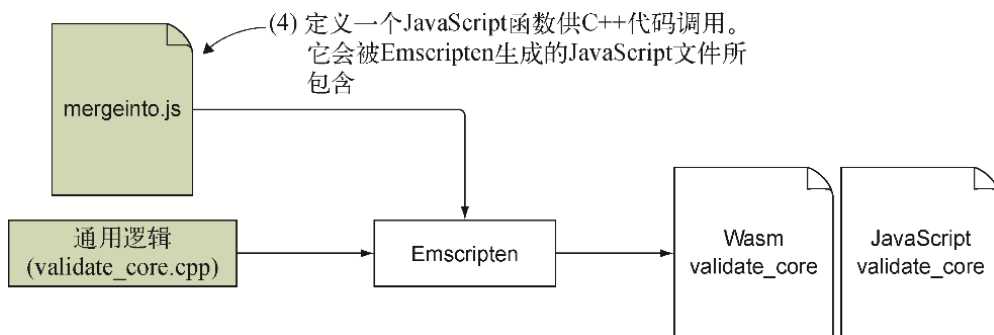 (4) 定义一个JavaScript函数供C++代码调用。
它会被Emscripten生成的JavaScript文件所
包含
mergeinto.js
通用逻辑
(validate_core.cpp)
Emscripten
Wasm
validate_core
JavaScript
validate_core